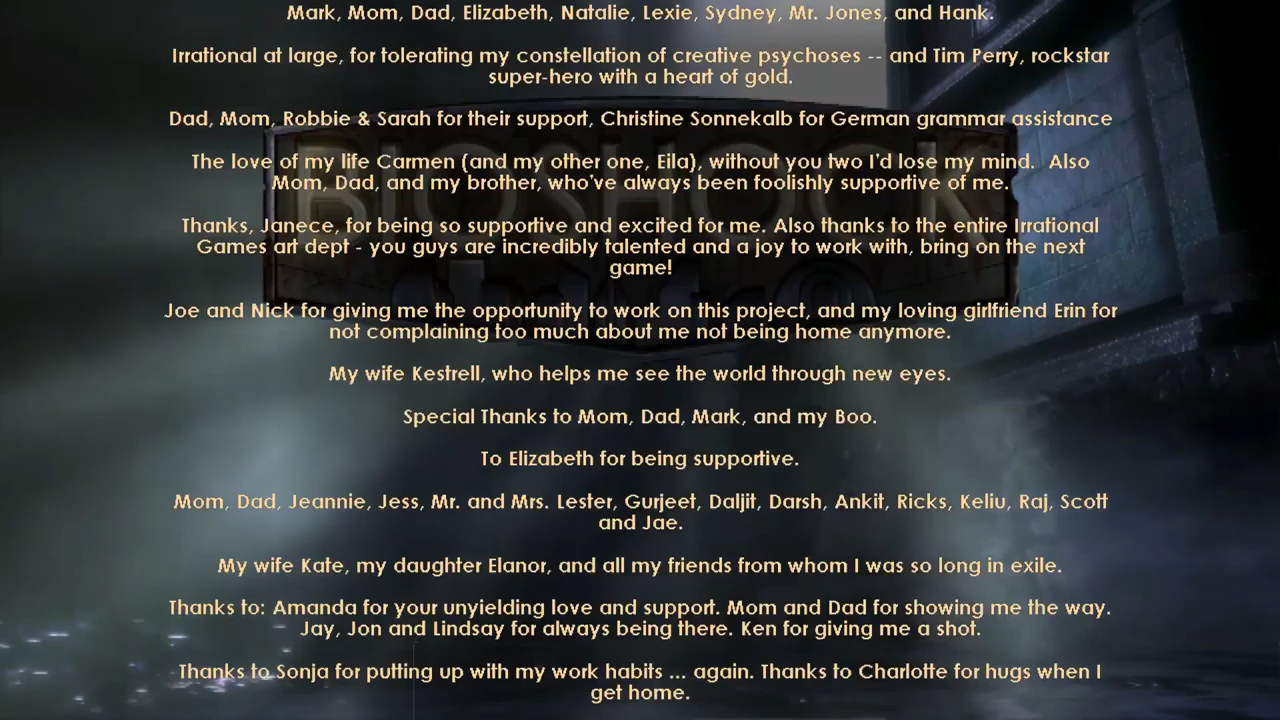 Mark, Mom, Dad, Elizabeth, Natalie, Lexie, Sydney, Mr. Jones, and Hank.
Irrational at large, for tolerating my constellation of creative psychoses -- and Tim Perry, rockstar
super-hero with a heart of gold.
Dad, Mom, Robbie & Sarah for their support, Christine Sonnekalb for German grammar assistance
The love of my life Carmen (and my other one, Eila), without you two I'd lose my mind.  Also
Mom, Dad, and my brother, who've always been foolishly supportive of me.
Thanks, Janece, for being so supportive and excited for me. Also thanks to the entire Irrational
Games art dept - you guys are incredibly talented and a joy to work with, bring on the next
game!
Joe and Nick for giving me the opportunity to work on this project, and my loving girlfriend Erin for
not complaining too much about me not being home anymore.
My wife Kestrell, who helps me see the world through new eyes.
Special Thanks to Mom, Dad, Mark, and my Boo.
To Elizabeth for being supportive.
Mom, Dad, Jeannie, Jess, Mr. and Mrs. Lester, Gurjeet, Daljit, Darsh, Ankit, Ricks, Keliu, Raj, Scott
and Jae.
My wife Kate, my daughter Elanor, and all my friends from whom I was so long in exile.
Thanks to: Amanda for your unyielding love and support. Mom and Dad for showing me the way.
Jay, Jon and Lindsay for always being there. Ken for giving me a shot.
Thanks to Sonja for putting up with my work habits ... again. Thanks to Charlotte for hugs when I
get home.
BIOSHOCK